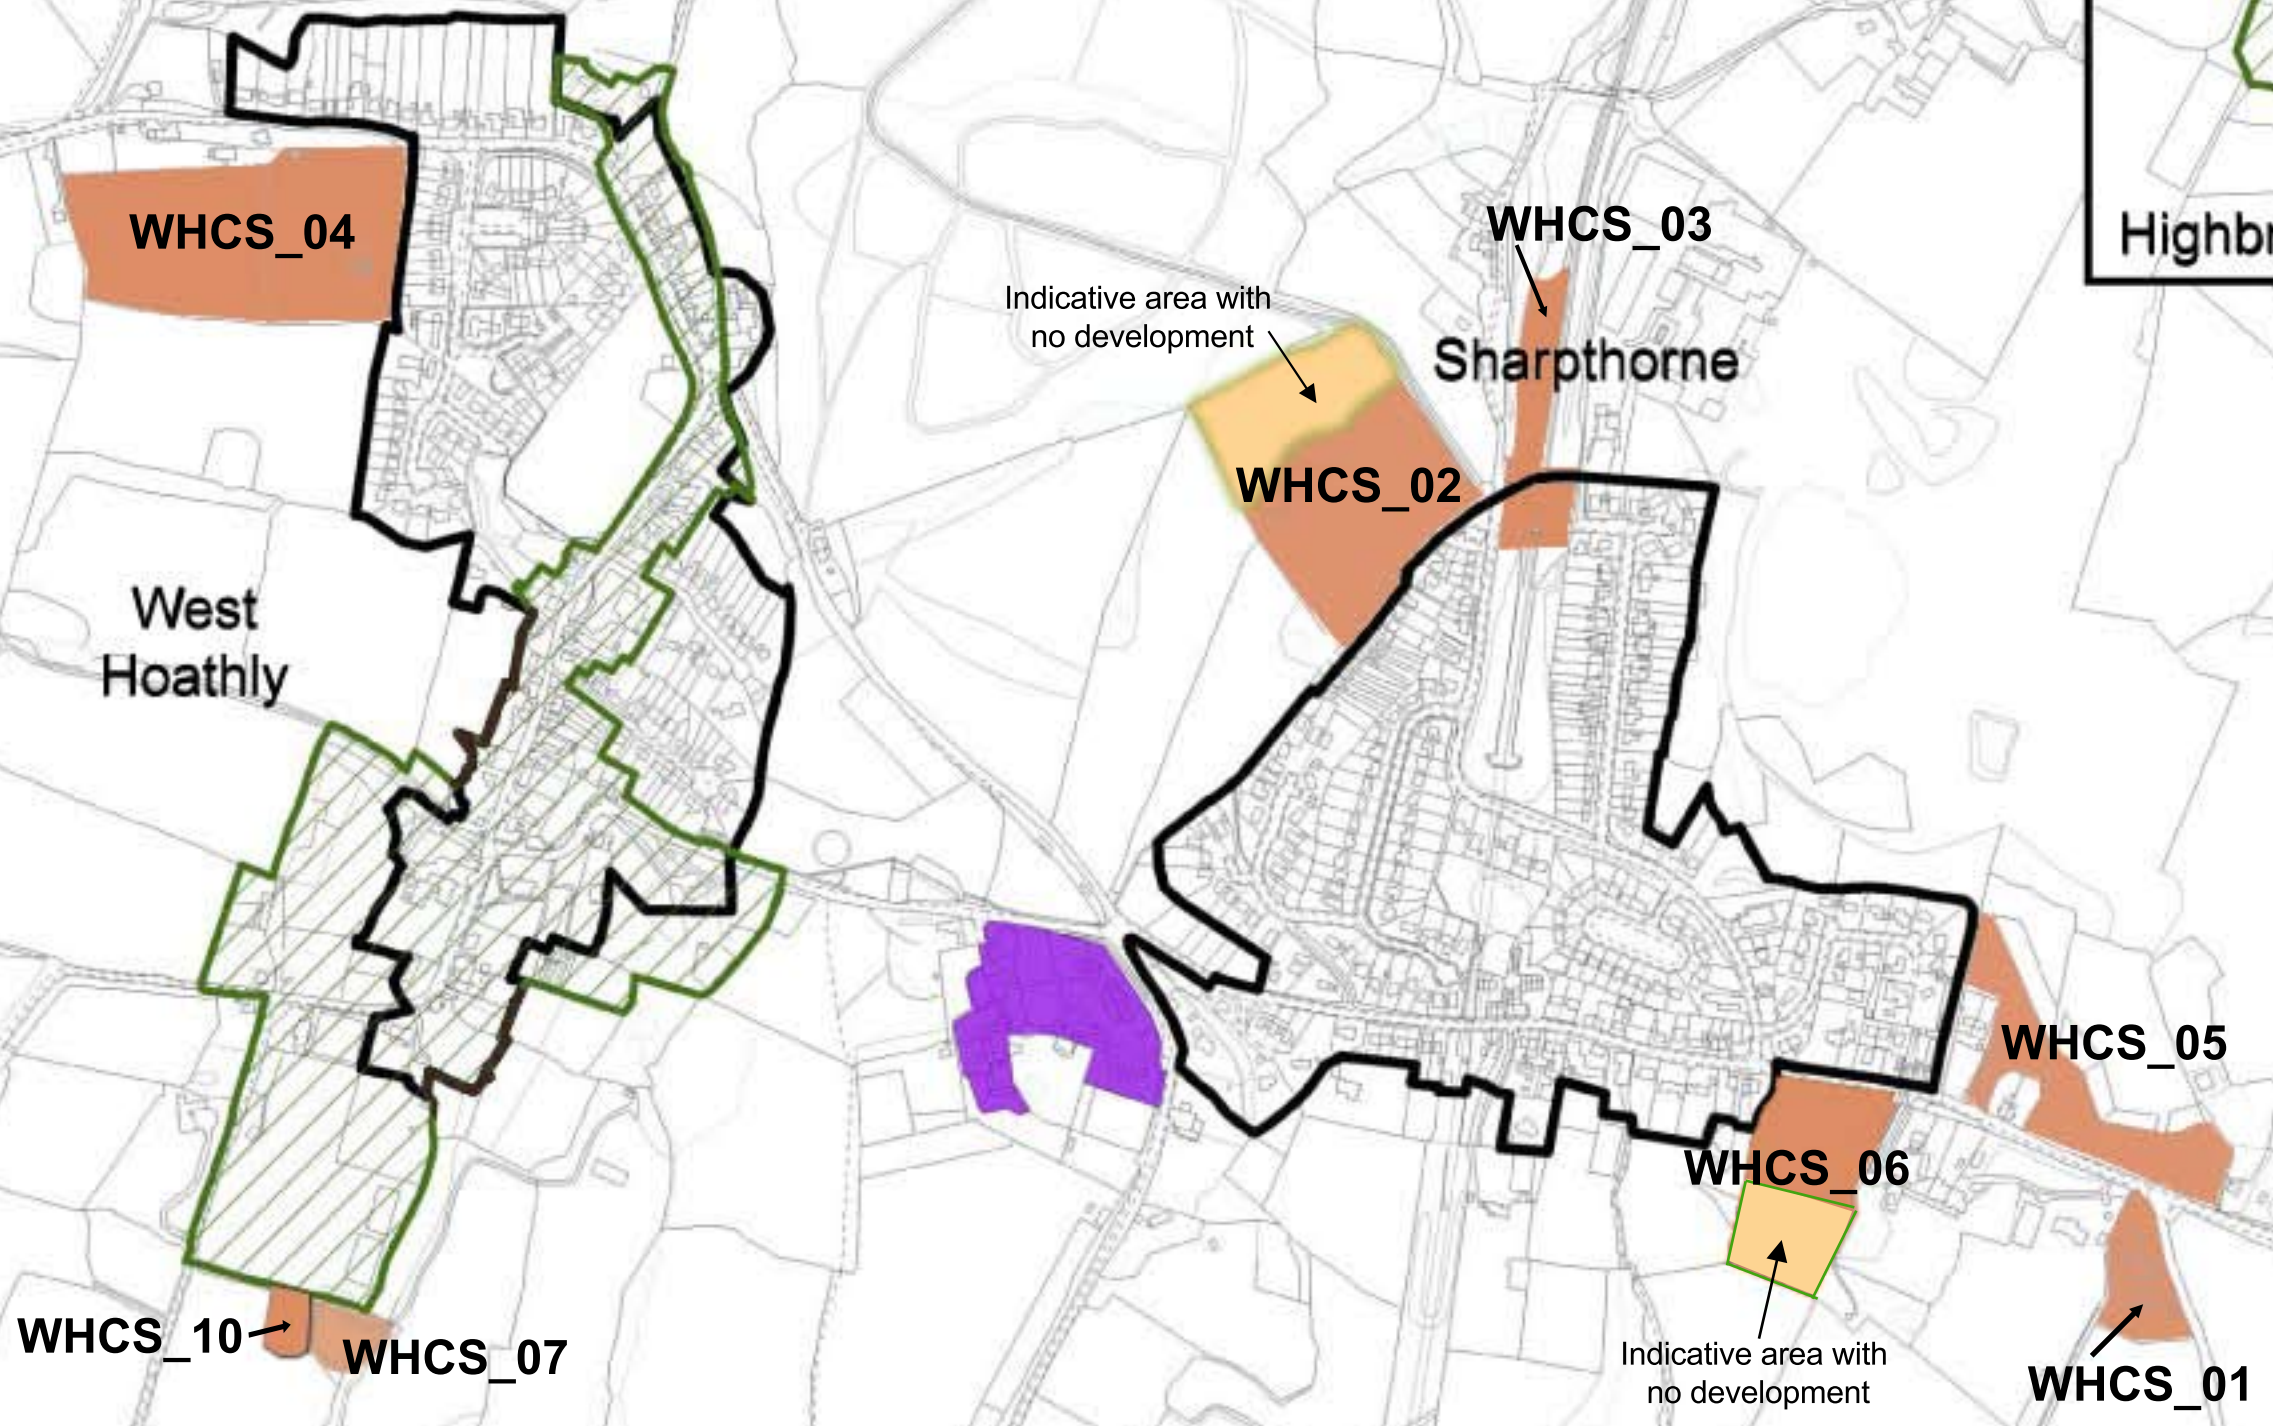 WHCS_04
WHCS_03
Highbr
Indicative area with
no development
Sharpthorne
WHCS_02
West
Hoathly
WHCS_05
WHCS_06
WHCS_10
WHCS_07
Indicative area with
no development
WHCS_01